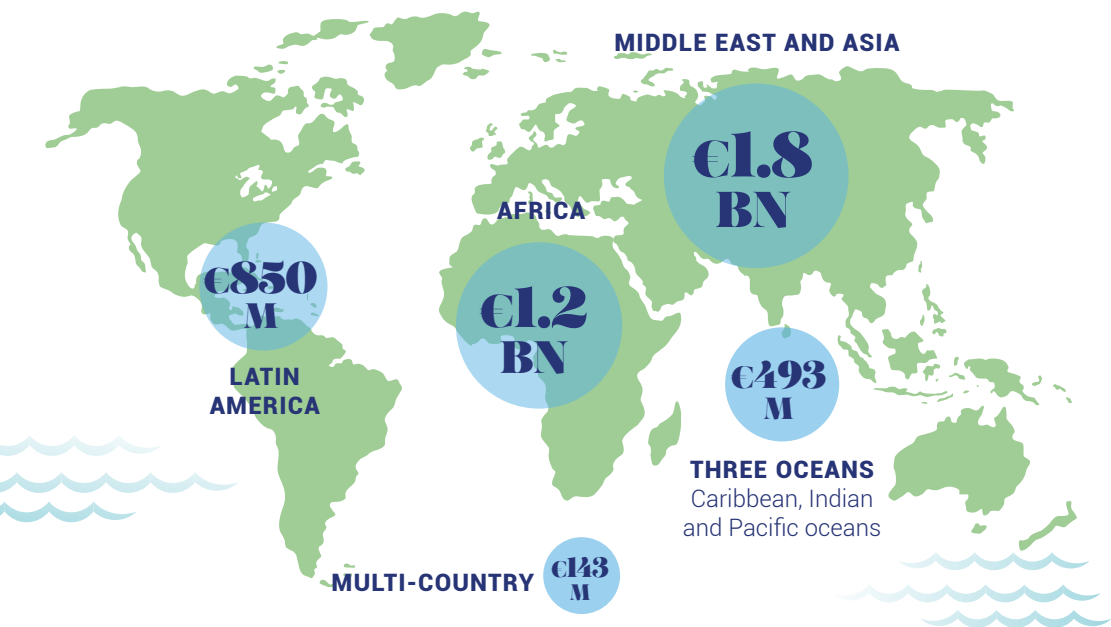 MIDDLE EAST AND ASIA
€1.8
BN
AFRICA
€1.2
BN
€850
M
LATIN
AMERICA
€493
M
THREE OCEANS
Caribbean, Indian
and Pacific oceans
MULTI-COUNTRY
€143
M